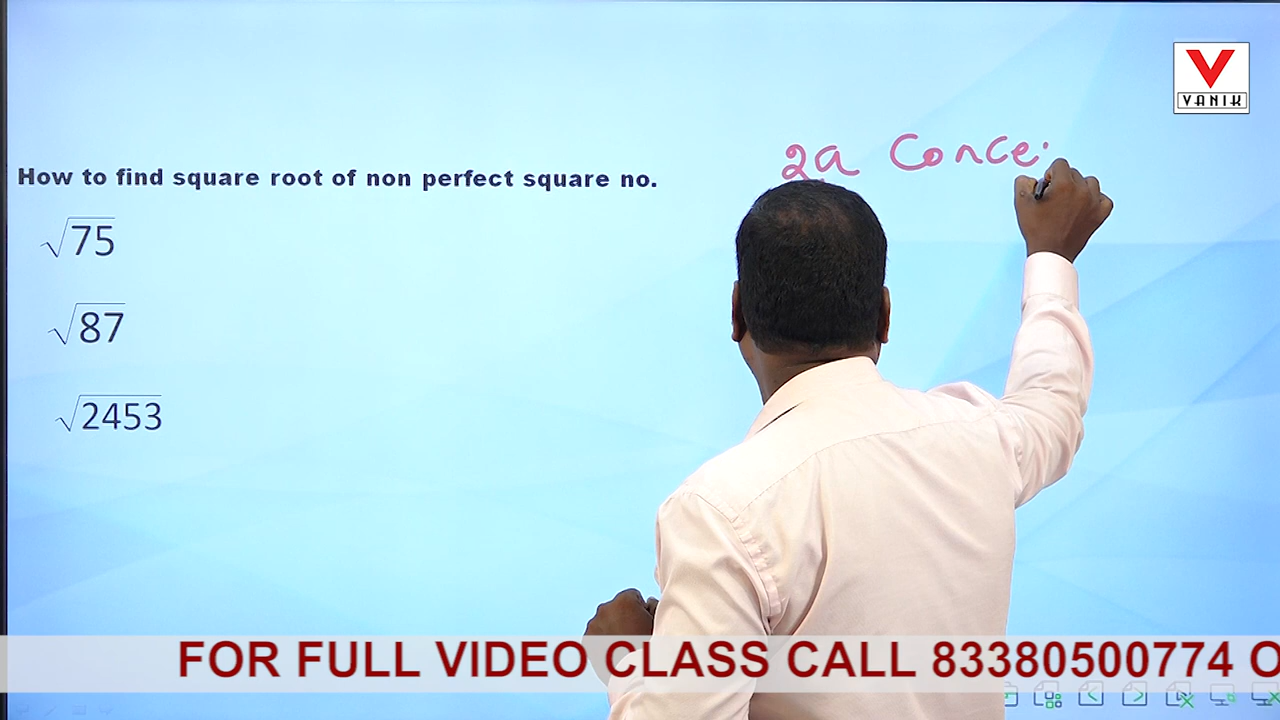 V
VANIK
2a Conce
How to find square root of non perfect square no.
√75
√87
√2453
FOR FULL VIDEO CLASS CALL 83380500774 O